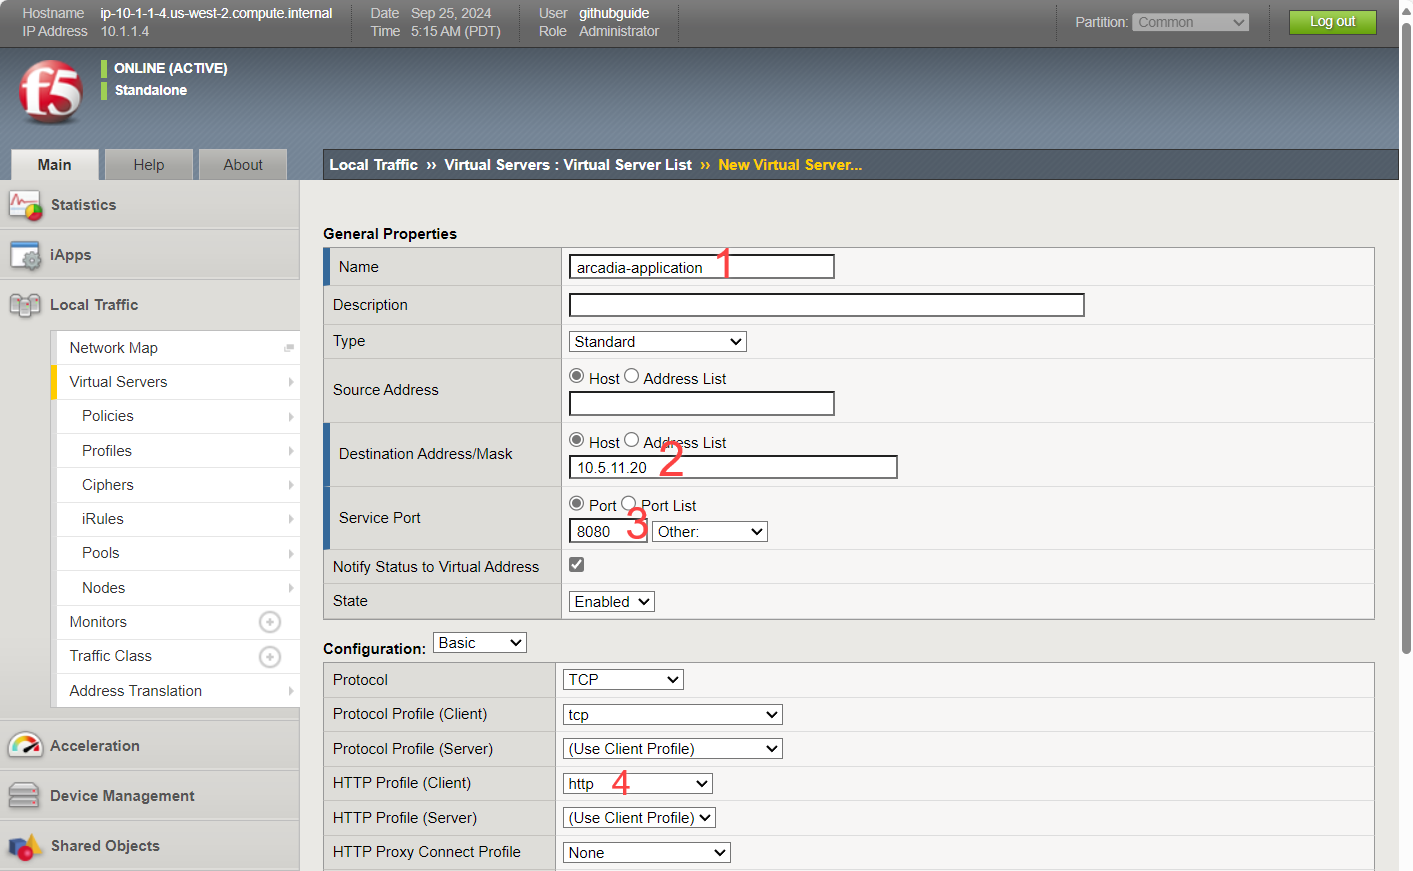 Hostname ip-10-1-1-4.us-west-2.compute.internal Date Sep 25, 2024 User githubguide Partition: Common Log out
IP Address 10.1.1.4 Time 5:15 AM (PDT) Role Administrator
f5
ONLINE (ACTIVE)
Standalone
Main Help About
Local Traffic ›› Virtual Servers : Virtual Server List ›› New Virtual Server...
Statistics
iApps
Local Traffic
Network Map
Virtual Servers
Policies
Profiles
Ciphers
iRules
Pools
Nodes
Monitors
Traffic Class
Address Translation
Acceleration
Device Management
Shared Objects
General Properties
Name arcadia-application 1
Description
Type Standard
Source Address Host Address List
Destination Address/Mask Host Address List
10.5.11.20 2
Service Port Port Port List
8080 3 Other:
Notify Status to Virtual Address
State Enabled
Configuration: Basic
Protocol TCP
Protocol Profile (Client) tcp
Protocol Profile (Server) (Use Client Profile)
HTTP Profile (Client) http 4
HTTP Profile (Server) (Use Client Profile)
HTTP Proxy Connect Profile None